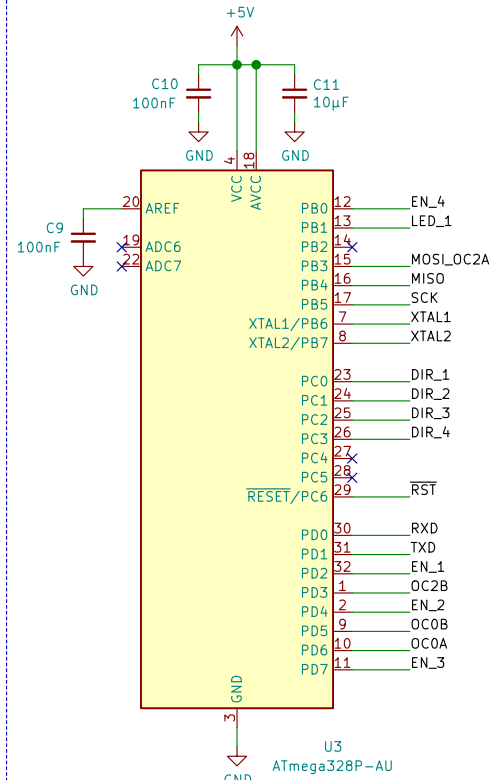 +5V
C10
100nF
C11
10µF
GND
GND
4
18
VCC
AVCC
20
AREF
C9
100nF
19
ADC6
22
ADC7
GND
PB0
12
EN_4
PB1
13
LED_1
PB2
14
PB3
15
MOSI_OC2A
PB4
16
MISO
PB5
17
SCK
XTAL1/PB6
7
XTAL1
XTAL2/PB7
8
XTAL2
PC0
23
DIR_1
PC1
24
DIR_2
PC2
25
DIR_3
PC3
26
DIR_4
PC4
27
PC5
28
RESET/PC6
29
RST
PD0
30
RXD
PD1
31
TXD
PD2
32
EN_1
PD3
1
OC2B
PD4
2
EN_2
PD5
9
OC0B
PD6
10
OC0A
PD7
11
EN_3
GND
3
U3
ATmega328P-AU
GND